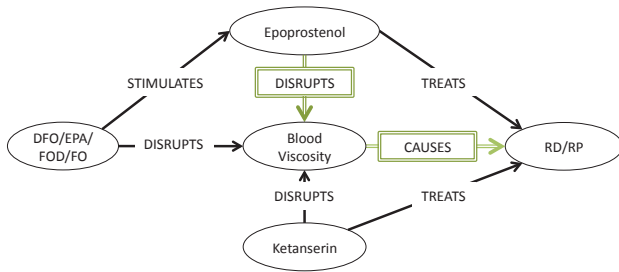 Epoprostenol
STIMULATES
DISRUPTS
TREATS
DFO/EPA/
FOD/FO
DISRUPTS
Blood
Viscosity
CAUSES
RD/RP
DISRUPTS
TREATS
Ketanserin